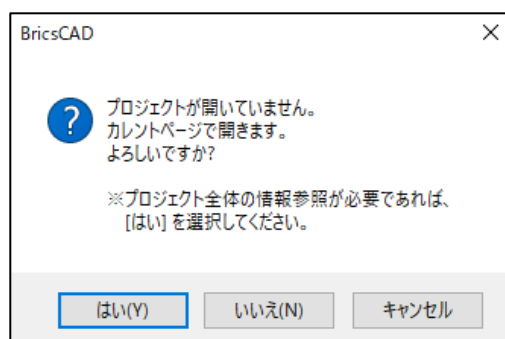 BricsCAD
プロジェクトが開いていません。
カレントページで開きます。
よろしいですか?
※プロジェクト全体の情報参照が必要であれば、
[はい] を選択してください。
はい(Y)
いいえ(N)
キャンセル